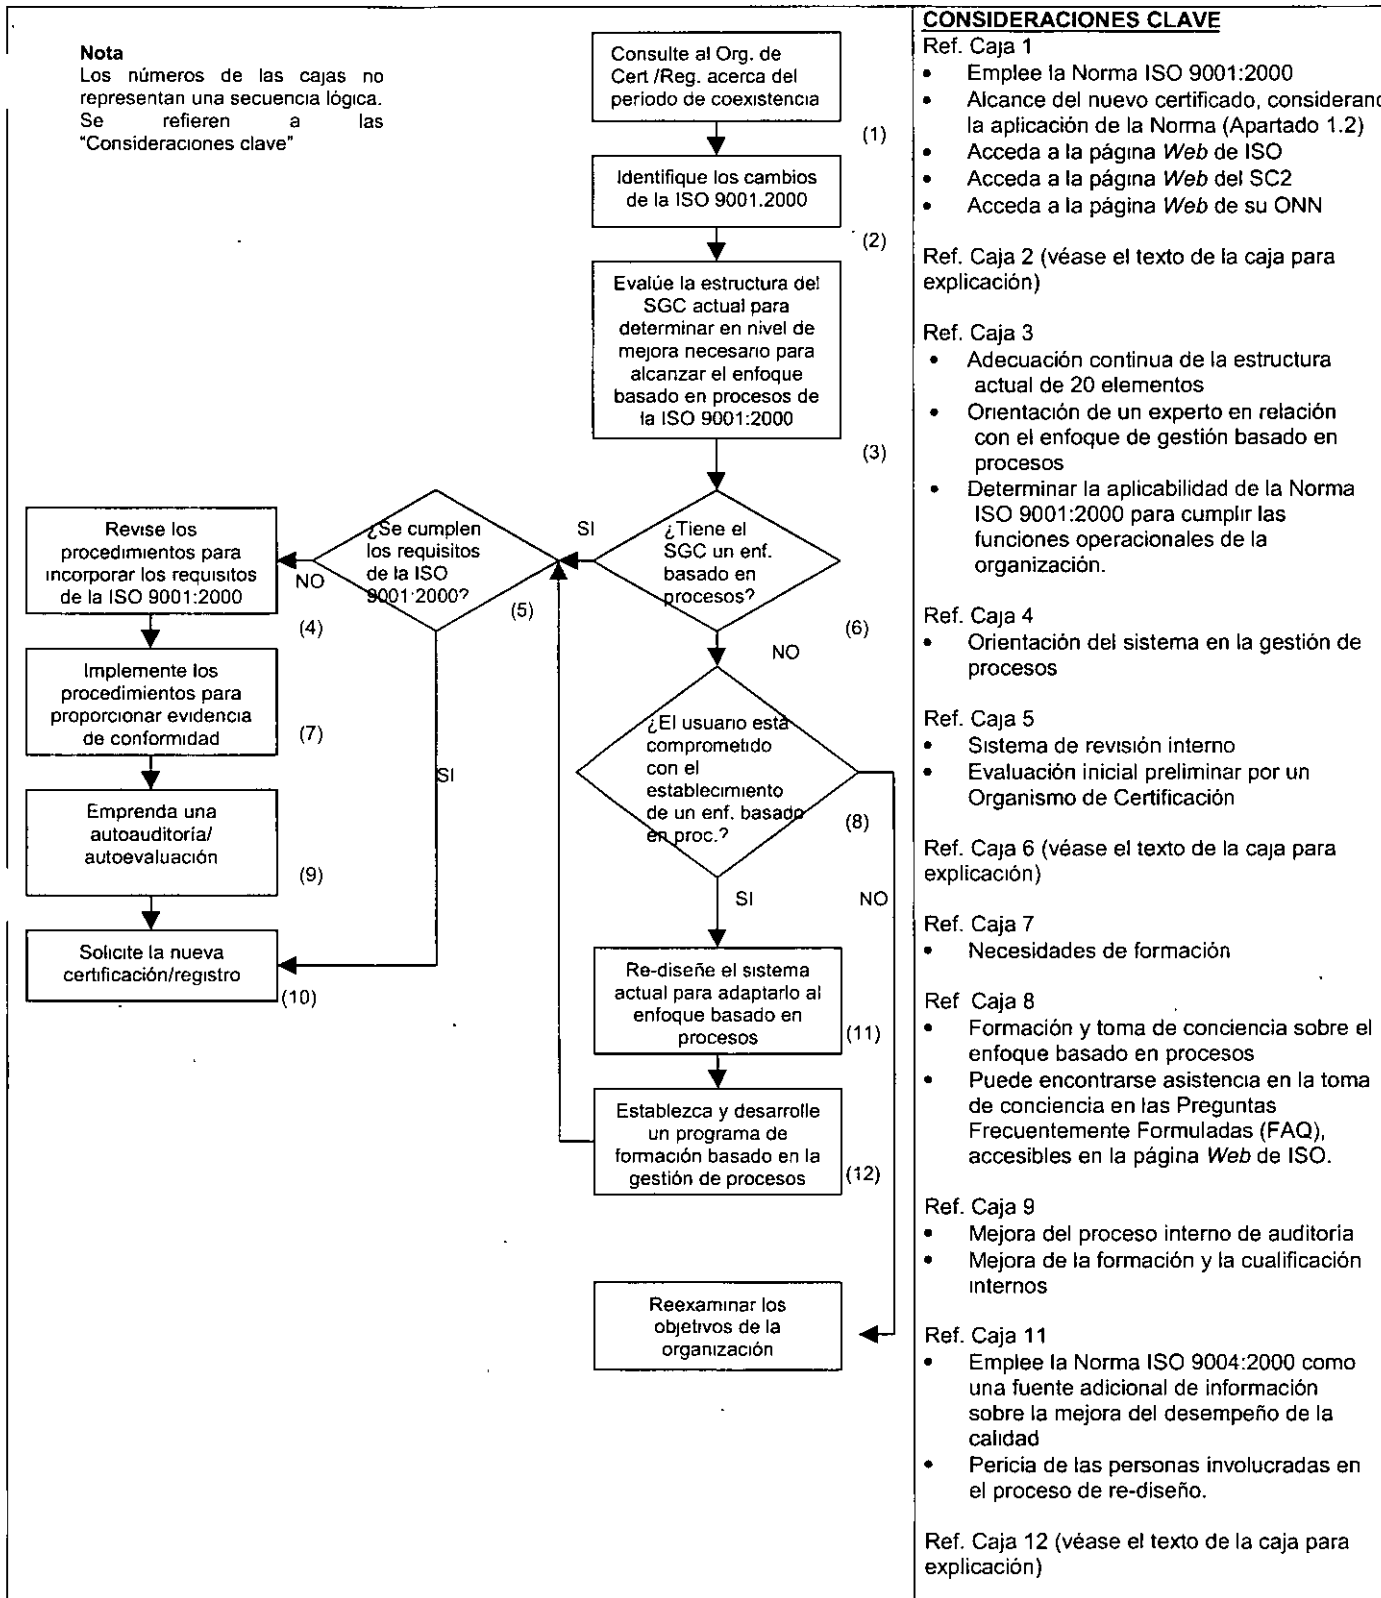 Nota
Los números de las cajas no
representan una secuencia lógica.
Se refieren a las
"Consideraciones clave"
Consulte al Org. de
Cert /Reg. acerca del
periodo de coexistencia
(1)
Identifique los cambios
de la ISO 9001.2000
(2)
Evalúe la estructura del
SGC actual para
determinar en nivel de
mejora necesario para
alcanzar el enfoque
basado en procesos de
la ISO 9001:2000
(3)
¿Tiene el
SGC un enf.
basado en
procesos?
(6)
SI
NO
¿Se cumplen
los requisitos
de la ISO
9001:2000?
(5)
NO
SI
Revise los
procedimientos para
incorporar los requisitos
de la ISO 9001:2000
(4)
Implemente los
procedimientos para
proporcionar evidencia
de conformidad
(7)
Emprenda una
autoauditoría/
autoevaluación
(9)
Solicite la nueva
certificación/registro
(10)
¿El usuario está
comprometido
con el
establecimiento
de un enf. basado
en proc.?
(8)
SI
NO
Re-diseñe el sistema
actual para adaptarlo al
enfoque basado en
procesos
(11)
Establezca y desarrolle
un programa de
formación basado en la
gestión de procesos
(12)
Reexaminar los
objetivos de la
organización
CONSIDERACIONES CLAVE
Ref. Caja 1
• Emplee la Norma ISO 9001:2000
• Alcance del nuevo certificado, considerand
la aplicación de la Norma (Apartado 1.2)
• Acceda a la página Web de ISO
• Acceda a la página Web del SC2
• Acceda a la página Web de su ONN
Ref. Caja 2 (véase el texto de la caja para
explicación)
Ref. Caja 3
• Adecuación continua de la estructura
actual de 20 elementos
• Orientación de un experto en relación
con el enfoque de gestión basado en
procesos
• Determinar la aplicabilidad de la Norma
ISO 9001:2000 para cumplir las
funciones operacionales de la
organización.
Ref. Caja 4
• Orientación del sistema en la gestión de
procesos
Ref. Caja 5
• Sistema de revisión interno
• Evaluación inicial preliminar por un
Organismo de Certificación
Ref. Caja 6 (véase el texto de la caja para
explicación)
Ref. Caja 7
• Necesidades de formación
Ref Caja 8
• Formación y toma de conciencia sobre el
enfoque basado en procesos
• Puede encontrarse asistencia en la toma
de conciencia en las Preguntas
Frecuentemente Formuladas (FAQ),
accesibles en la página Web de ISO.
Ref. Caja 9
• Mejora del proceso interno de auditoría
• Mejora de la formación y la cualificación
internos
Ref. Caja 11
• Emplee la Norma ISO 9004:2000 como
una fuente adicional de información
sobre la mejora del desempeño de la
calidad
• Pericia de las personas involucradas en
el proceso de re-diseño.
Ref. Caja 12 (véase el texto de la caja para
explicación)